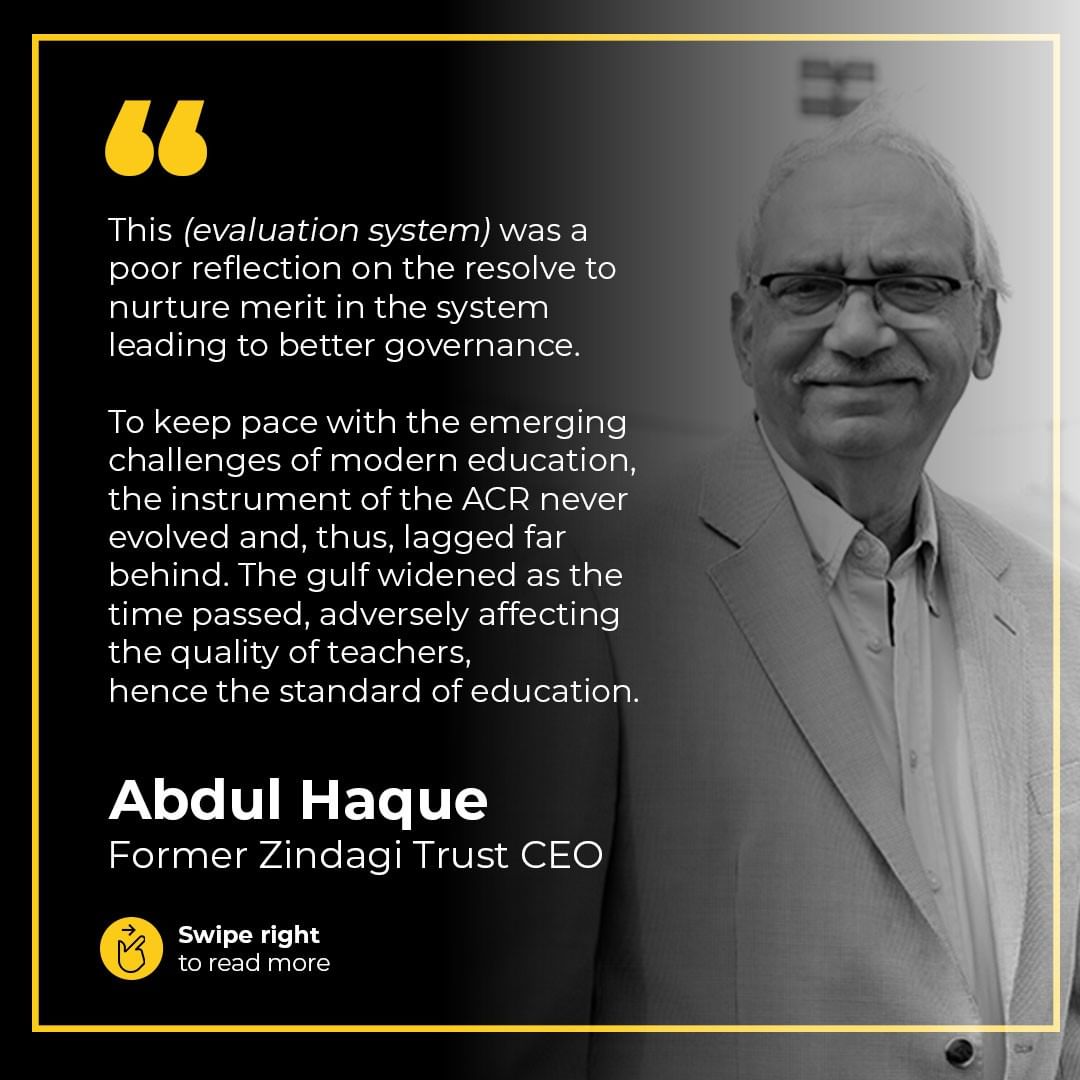 “
This (evaluation system) was a
poor reflection on the resolve to
nurture merit in the system
leading to better governance.
To keep pace with the emerging
challenges of modern education,
the instrument of the ACR never
evolved and, thus, lagged far
behind. The gulf widened as the
time passed, adversely affecting
the quality of teachers,
hence the standard of education.
Abdul Haque
Former Zindagi Trust CEO
Swipe right
to read more